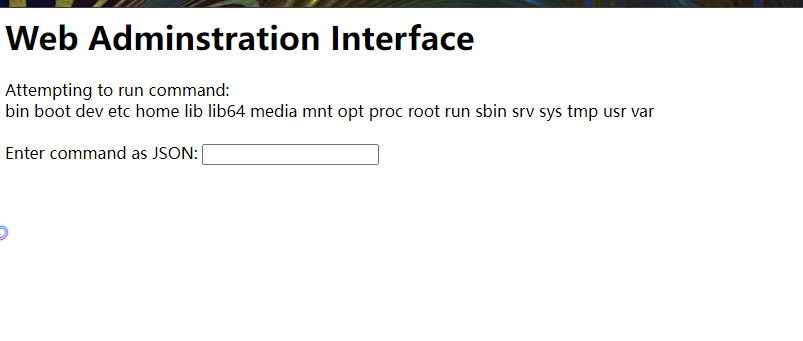 Web Adminstration Interface
Attempting to run command:
bin boot dev etc home lib lib64 media mnt opt proc root run sbin srv sys tmp usr var
Enter command as JSON: